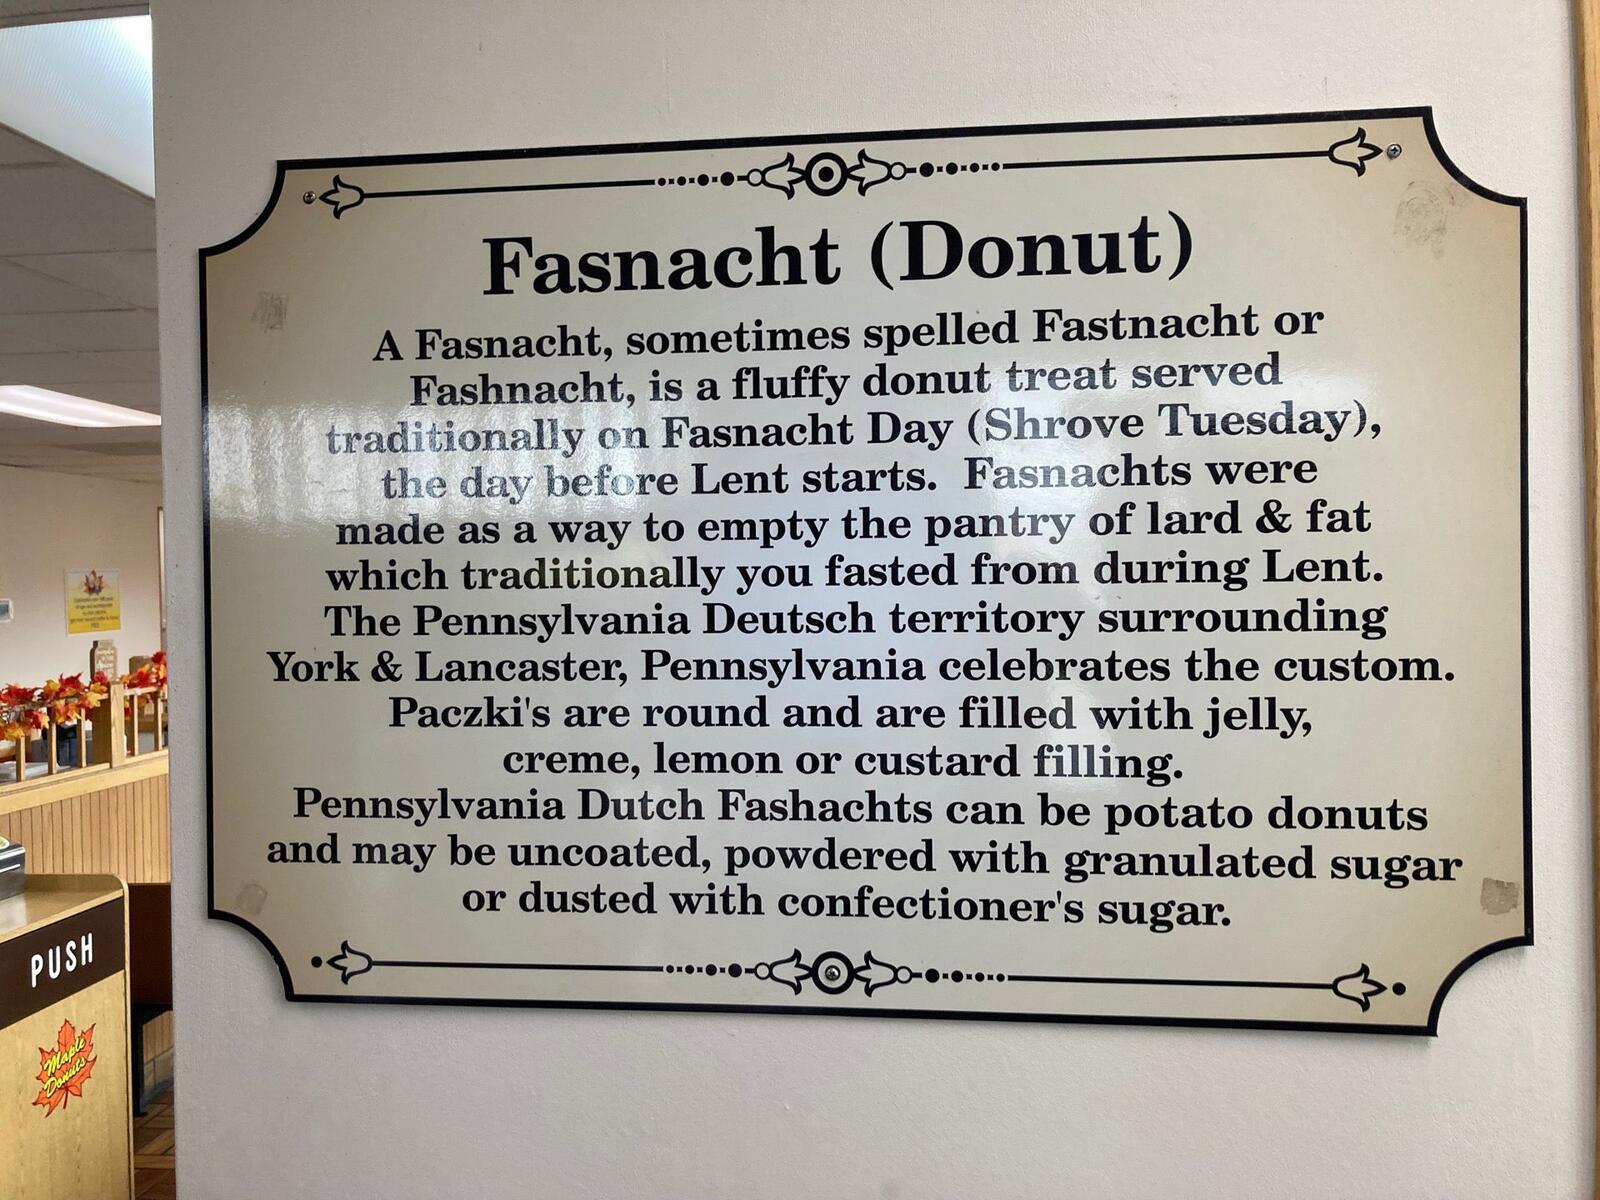 Fasnacht (Donut)
A Fasnacht, sometimes spelled Fastnacht or
Fashnacht, is a fluffy donut treat served
traditionally on Fasnacht Day (Shrove Tuesday),
the day before Lent starts. Fasnachts were
made as a way to empty the pantry of lard & fat
which traditionally you fasted from during Lent.
The Pennsylvania Deutsch territory surrounding
York & Lancaster, Pennsylvania celebrates the custom.
Paczki's are round and are filled with jelly,
creme, lemon or custard filling.
Pennsylvania Dutch Fashachts can be potato donuts
and may be uncoated, powdered with granulated sugar
or dusted with confectioner's sugar.
PUSH
Maple
Donuts